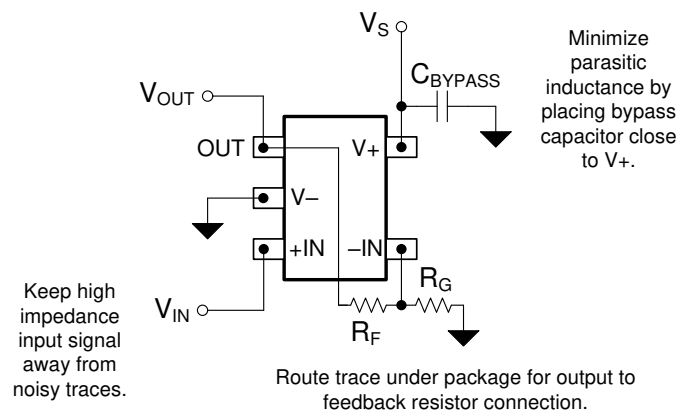 VS
CBYPASS
Minimize
parasitic
inductance by
placing bypass
capacitor close
to V+.
VOUT
OUT
V+
V–
+IN
–IN
Keep high
impedance
input signal
away from
noisy traces.
VIN
RF
RG
Route trace under package for output to
feedback resistor connection.